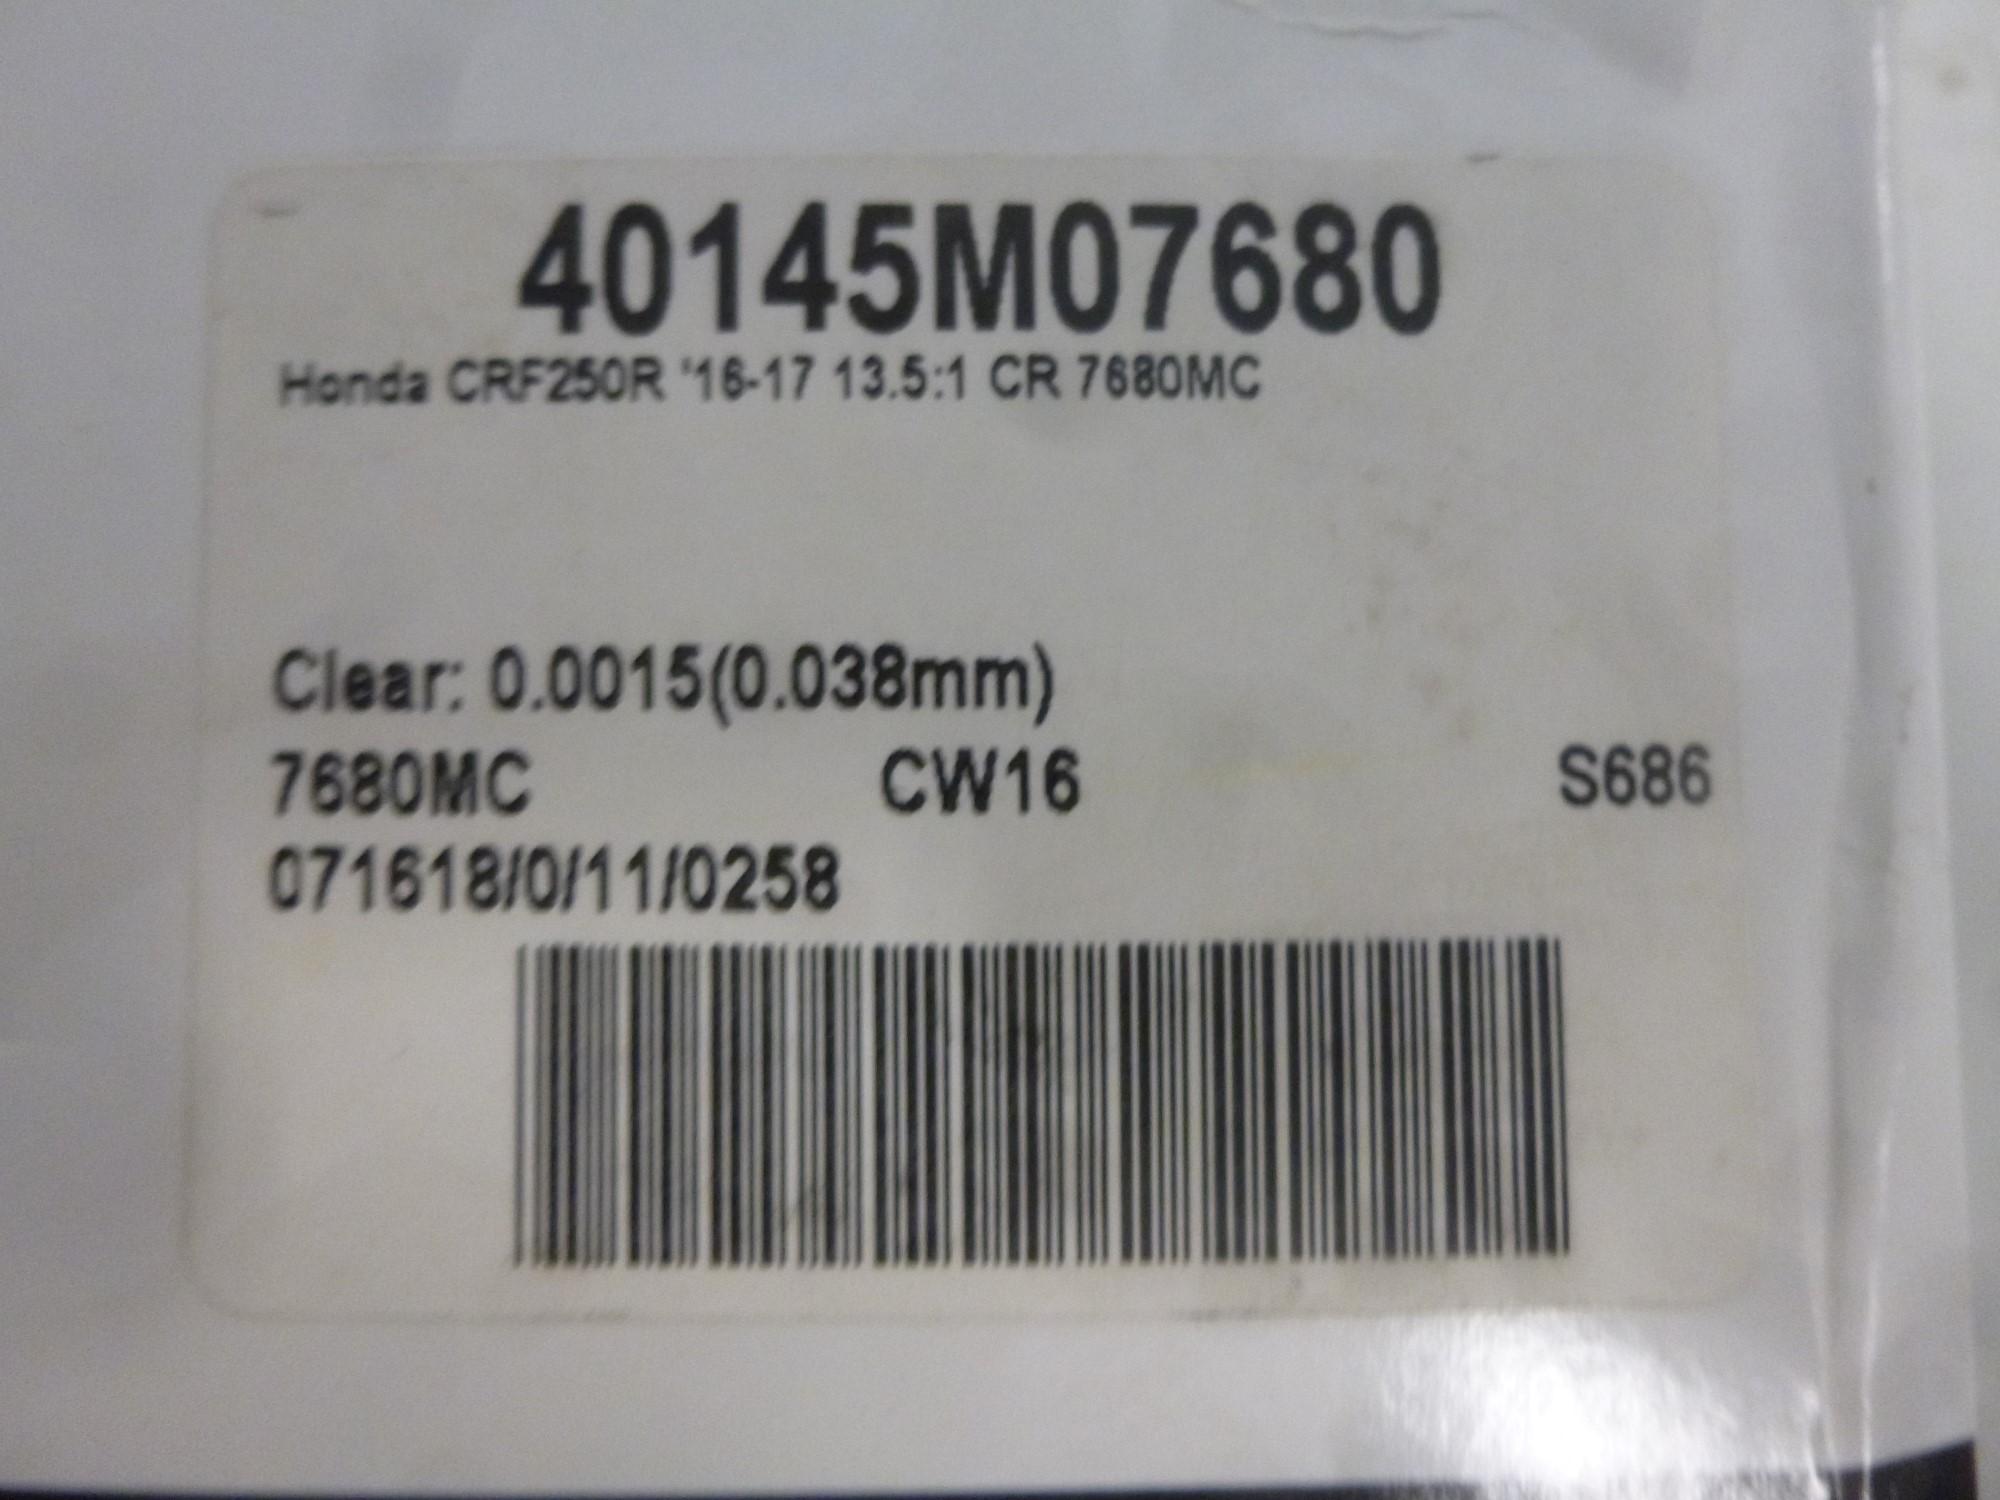 40145M07680
Honda CRF250R '16-17 13.5:1 CR 7680MC
Clear: 0.0015(0.038mm)
7680MC CW16 S686
071618/0/11/0258